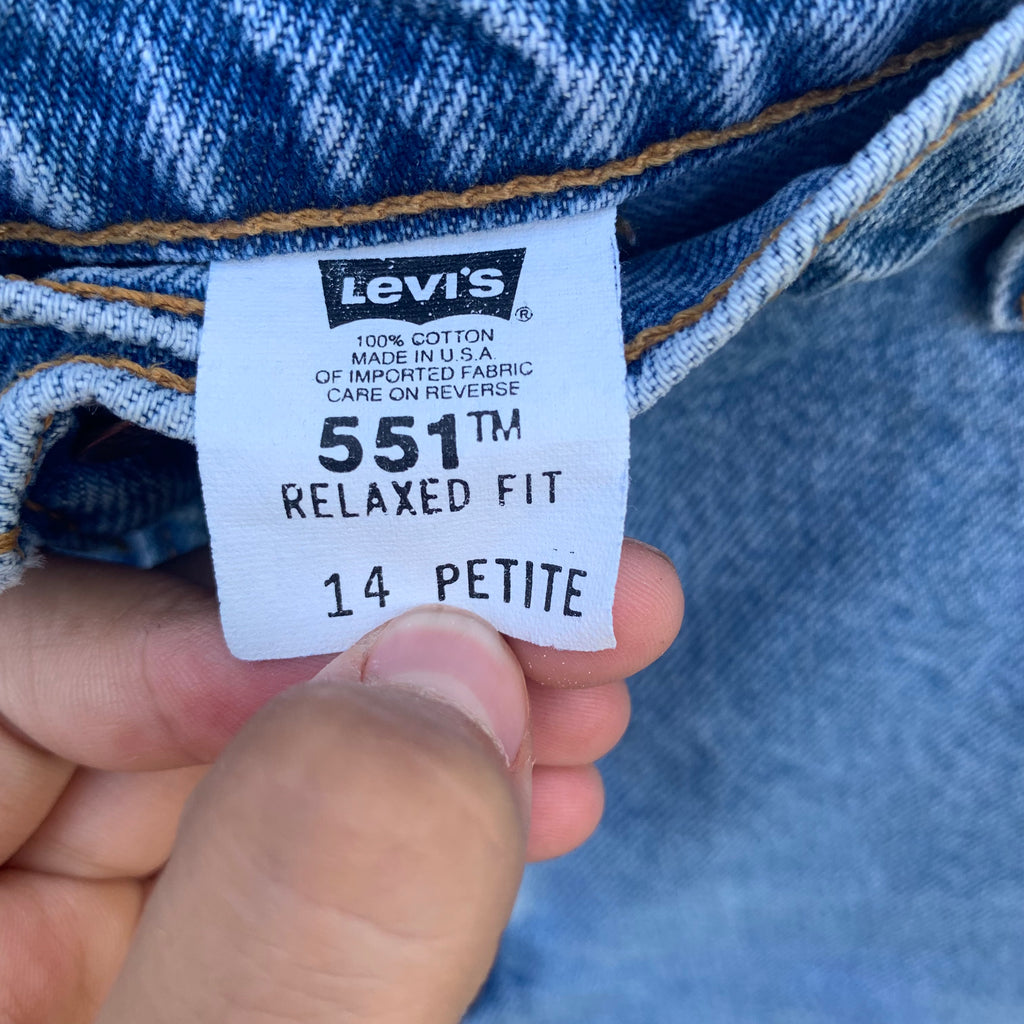 LEVI'S ®
100% COTTON
MADE IN U.S.A.
OF IMPORTED FABRIC
CARE ON REVERSE
551™
RELAXED FIT
14 PETITE